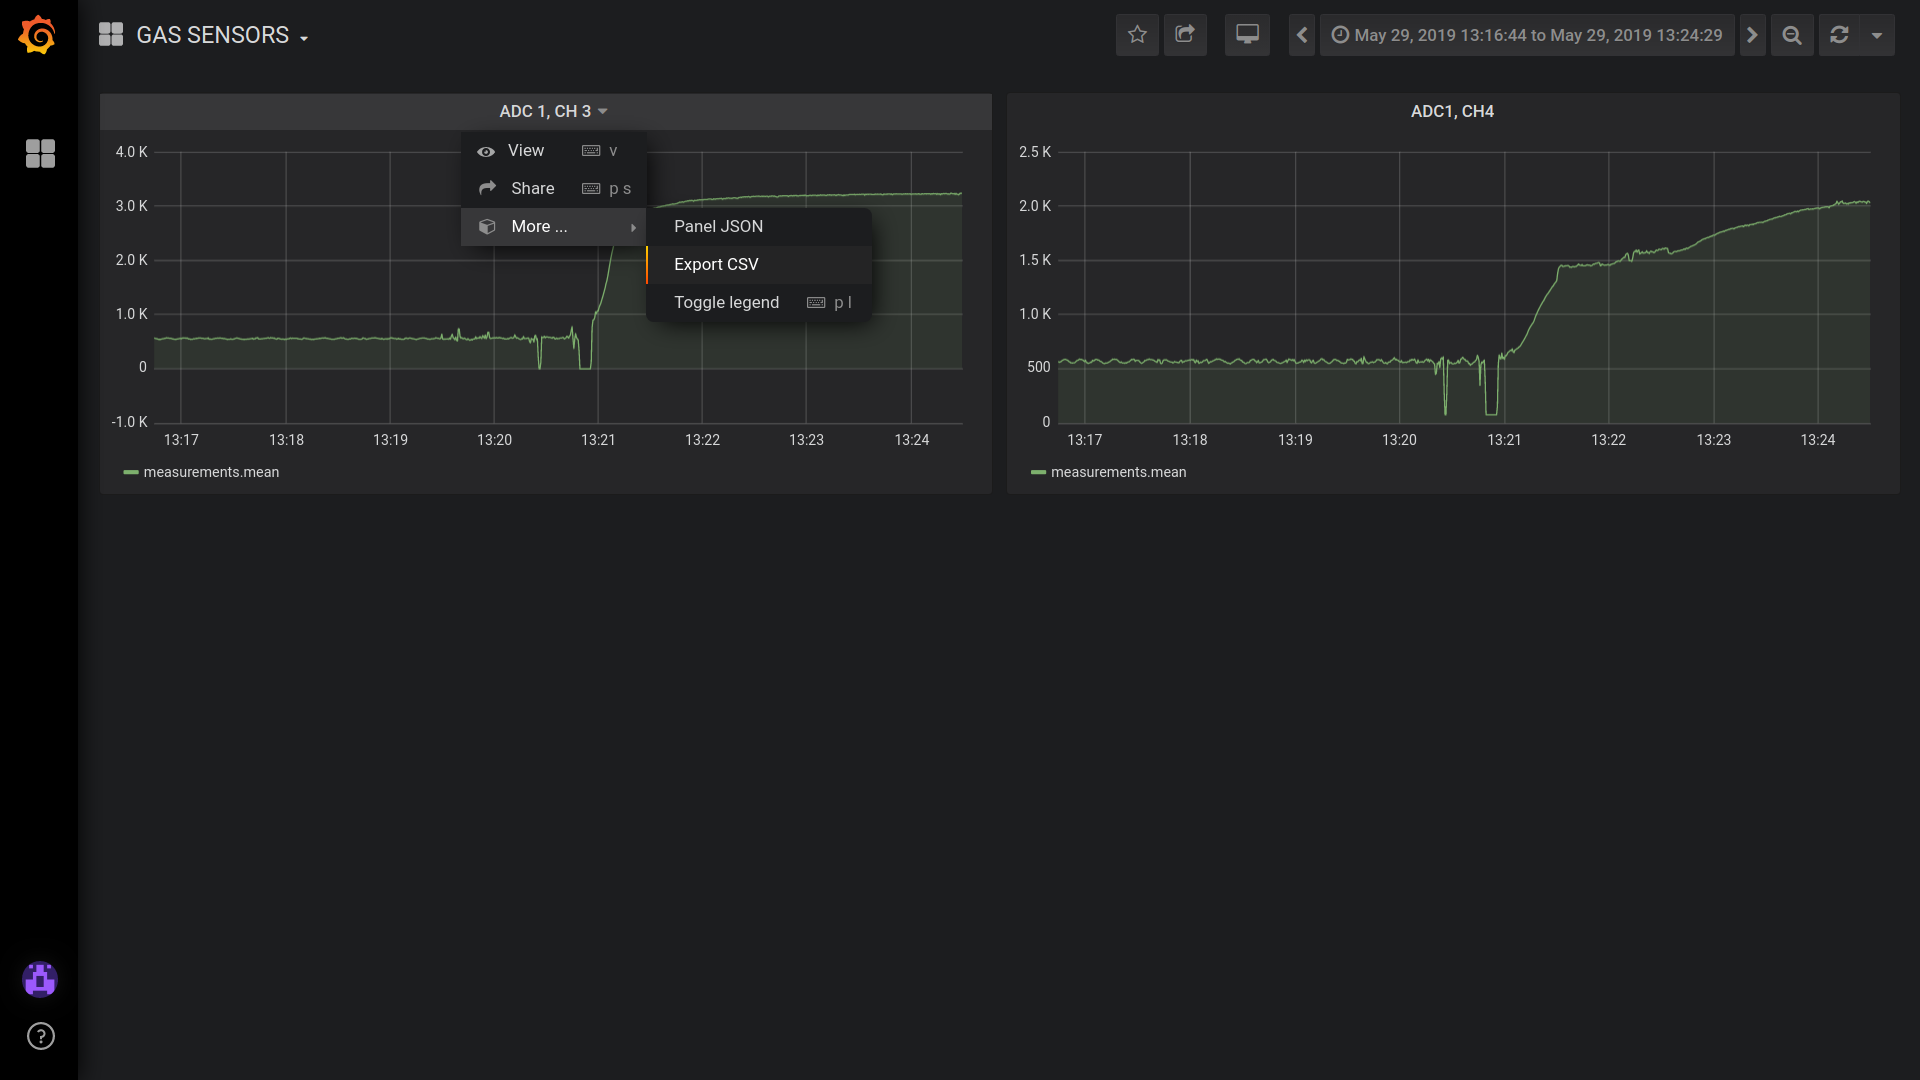 GAS SENSORS
May 29, 2019 13:16:44 to May 29, 2019 13:24:29
ADC 1, CH 3
View v
Share p s
More ...
Panel JSON
Export CSV
Toggle legend p l
4.0 K
3.0 K
2.0 K
1.0 K
0
-1.0 K
13:17 13:18 13:19 13:20 13:21 13:22 13:23 13:24
measurements.mean
ADC1, CH4
2.5 K
2.0 K
1.5 K
1.0 K
500
0
13:17 13:18 13:19 13:20 13:21 13:22 13:23 13:24
measurements.mean
?